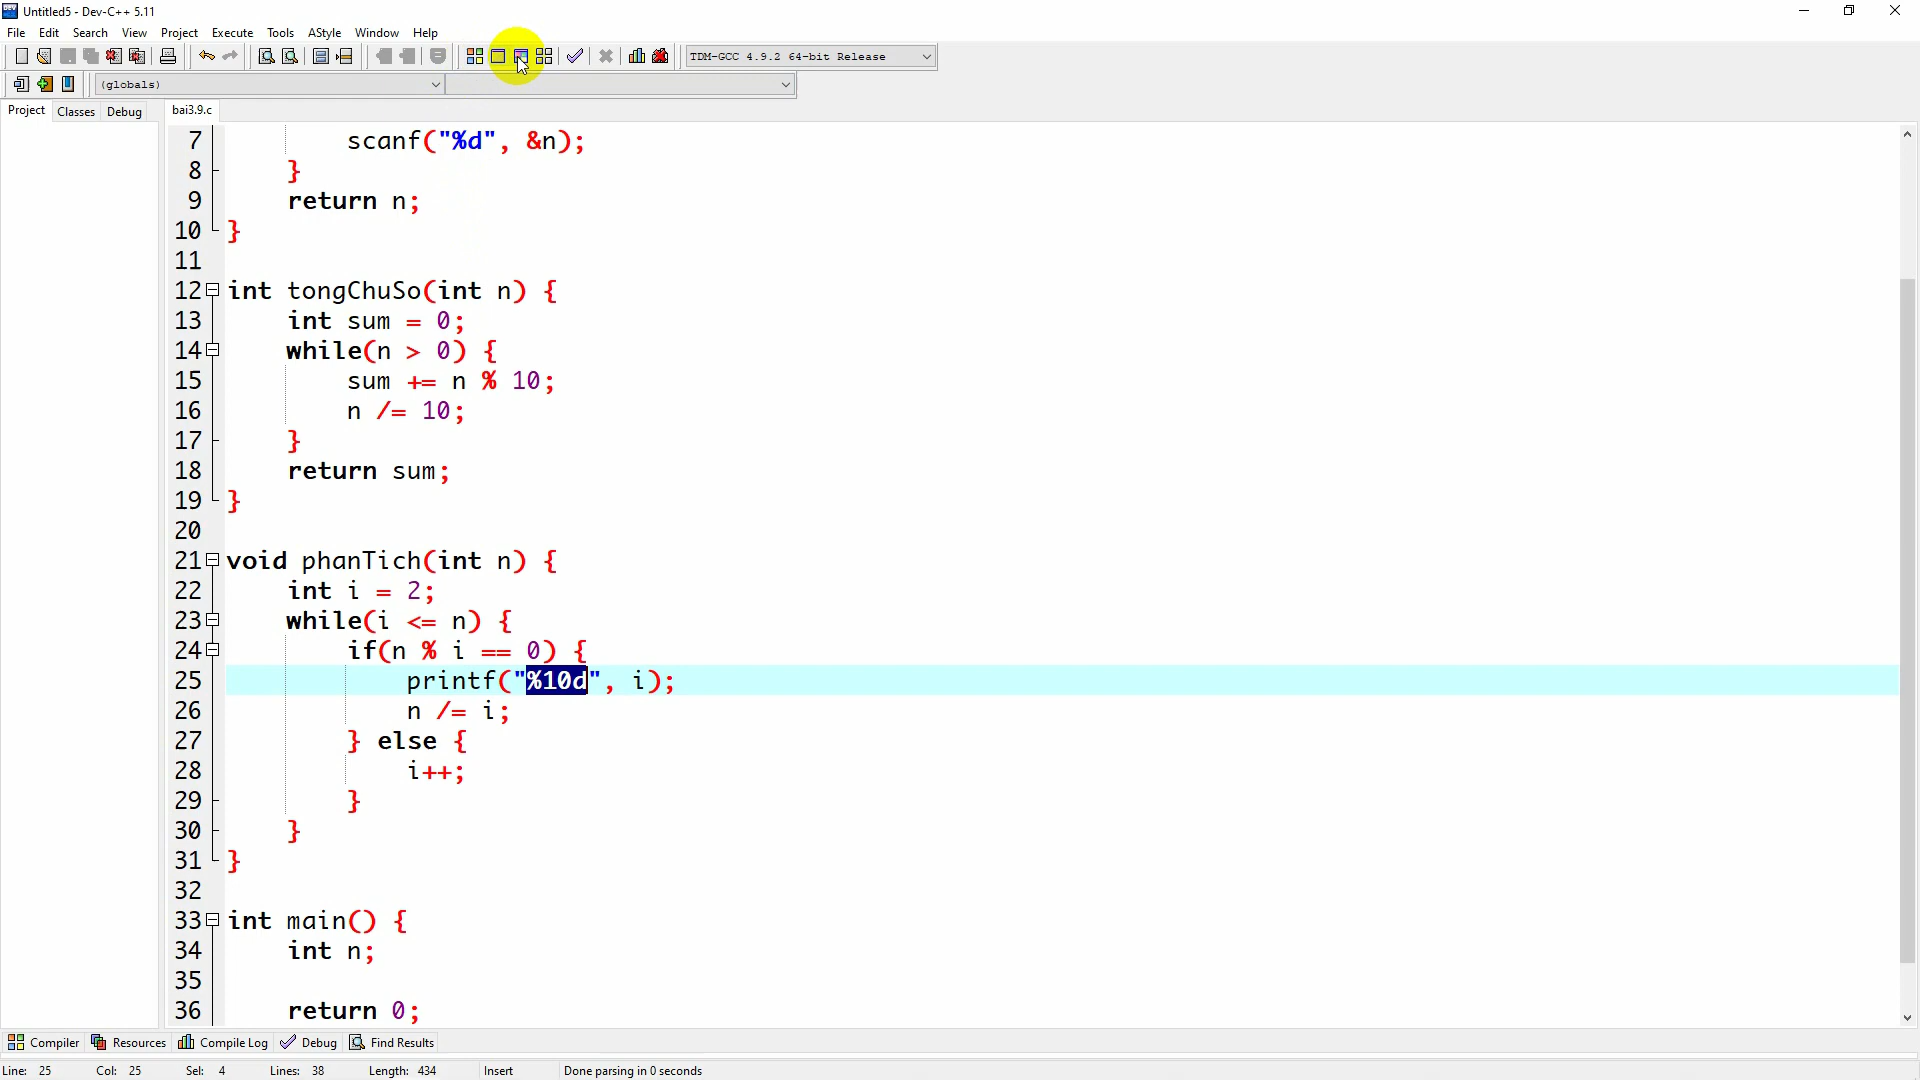 Untitled5 - Dev-C++ 5.11
File Edit Search View Project Execute Tools AStyle Window Help
TDM-GCC 4.9.2 64-bit Release
(globals)
Project Classes Debug bai3.9.c
7 scanf("%d", &n);
8 }
9 return n;
10 }
11
12 int tongChuSo(int n) {
13 int sum = 0;
14 while(n > 0) {
15 sum += n % 10;
16 n /= 10;
17 }
18 return sum;
19 }
20
21 void phanTich(int n) {
22 int i = 2;
23 while(i <= n) {
24 if(n % i == 0) {
25 printf("%10d", i);
26 n /= i;
27 } else {
28 i++;
29 }
30 }
31 }
32
33 int main() {
34 int n;
35
36 return 0;
Compiler Resources Compile Log Debug Find Results
Line: 25 Col: 25 Sel: 4 Lines: 38 Length: 434 Insert Done parsing in 0 seconds